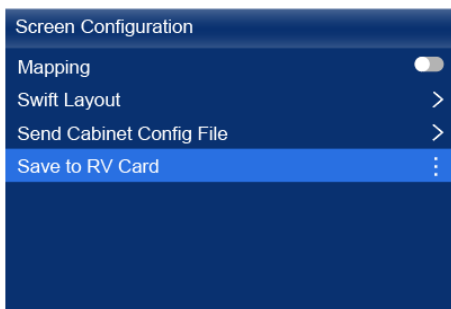 Screen Configuration
Mapping
Swift Layout
Send Cabinet Config File
Save to RV Card